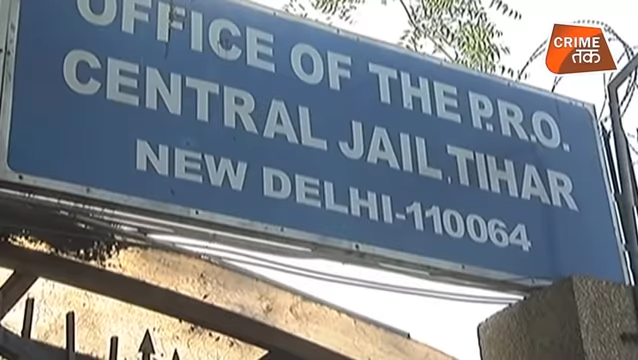 OFFICE OF THE P.R.O.
CENTRAL JAIL, TIHAR
NEW DELHI-110064
CRIME
तक